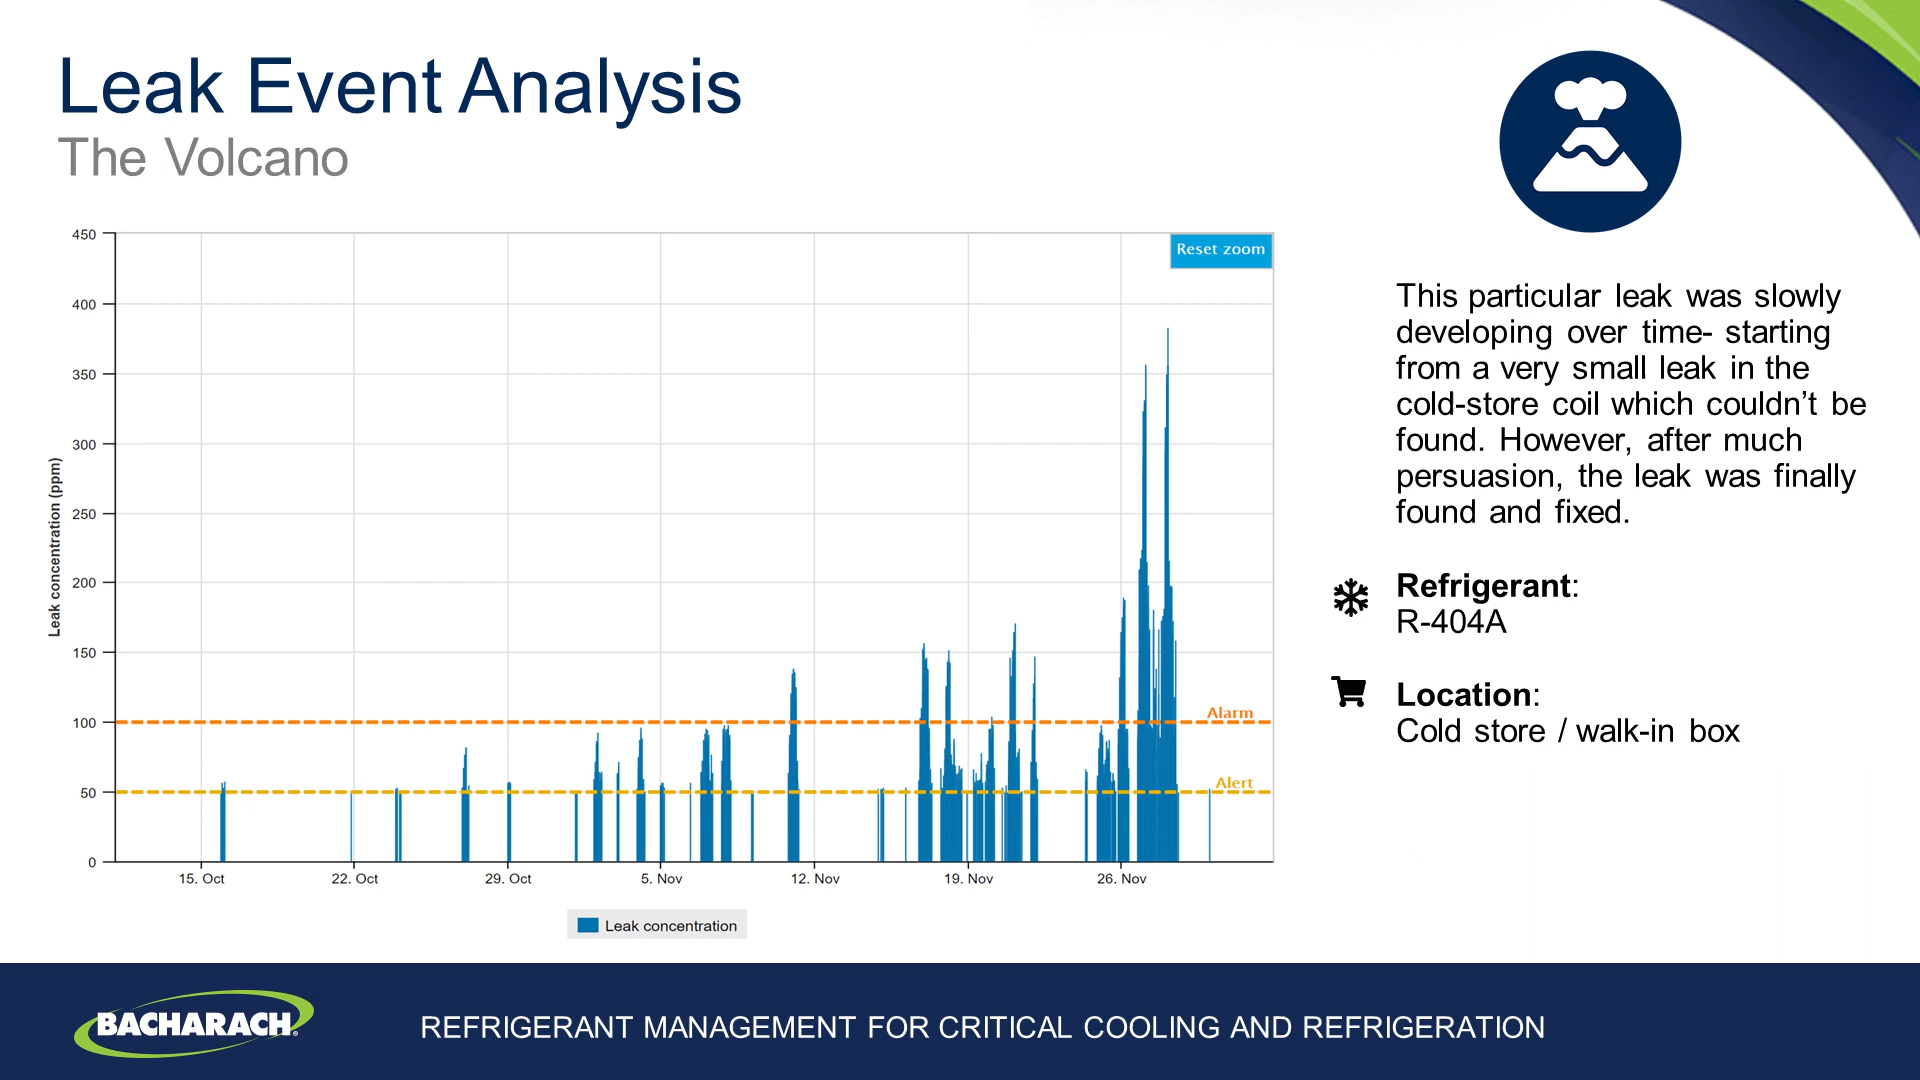 Leak Event Analysis
The Volcano
450
400
350
300
250
200
150
100
50
0
Leak concentration (ppm)
Reset zoom
Alarm
Alert
15. Oct
22. Oct
29. Oct
5. Nov
12. Nov
19. Nov
26. Nov
Leak concentration
This particular leak was slowly
developing over time- starting
from a very small leak in the
cold-store coil which couldn’t be
found. However, after much
persuasion, the leak was finally
found and fixed.
Refrigerant:
R-404A
Location:
Cold store / walk-in box
BACHARACH®
REFRIGERANT MANAGEMENT FOR CRITICAL COOLING AND REFRIGERATION